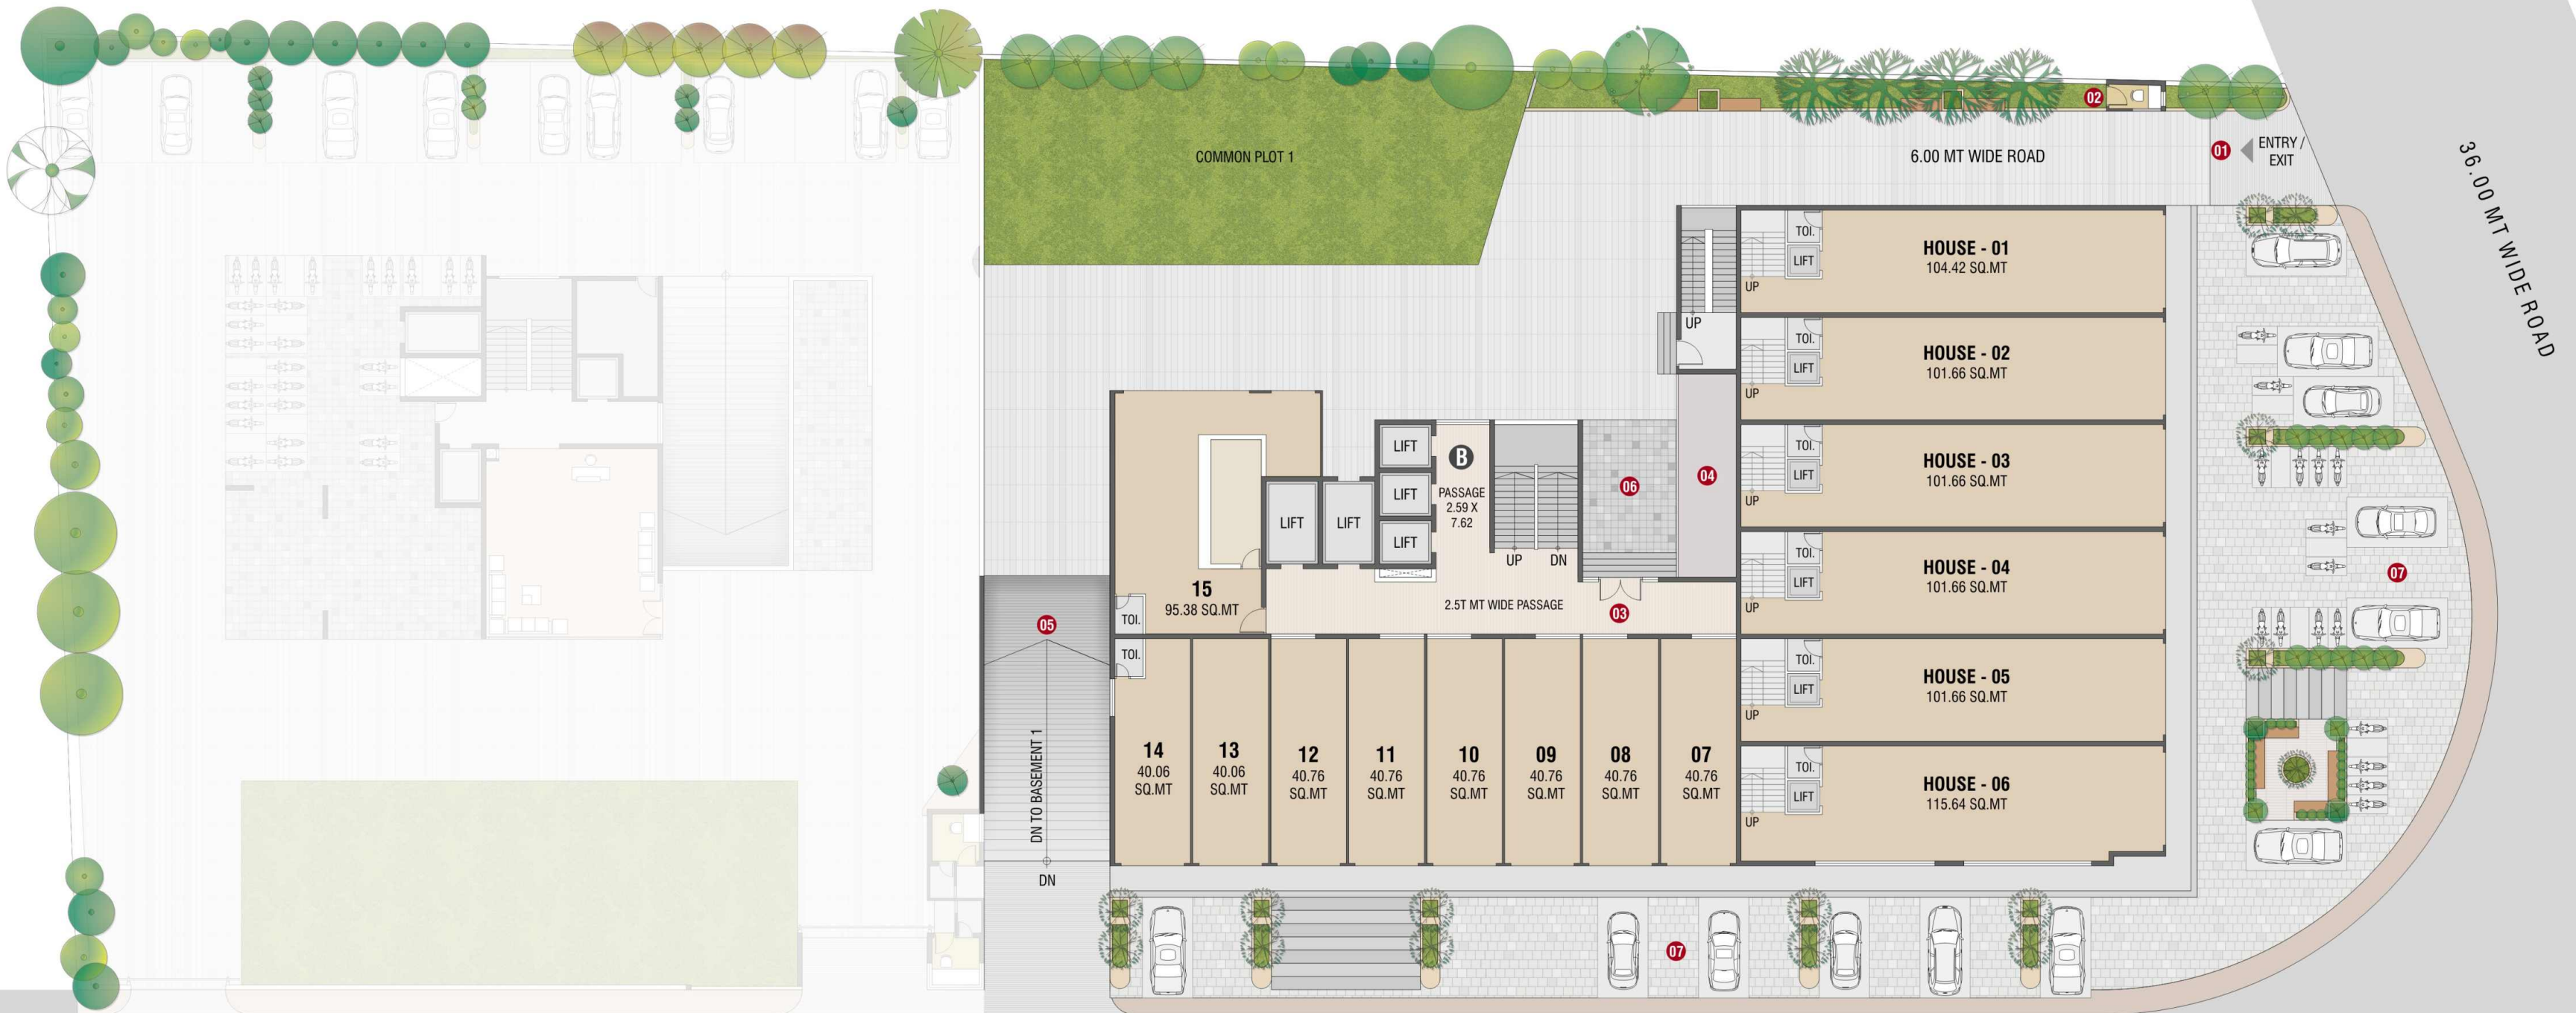 02
COMMON PLOT 1
6.00 MT WIDE ROAD
01
ENTRY /
EXIT
36.00 MT WIDE ROAD
TOI.
LIFT
UP
HOUSE - 01
104.42 SQ.MT
UP
TOI.
LIFT
UP
HOUSE - 02
101.66 SQ.MT
TOI.
LIFT
UP
HOUSE - 03
101.66 SQ.MT
TOI.
LIFT
UP
HOUSE - 04
101.66 SQ.MT
TOI.
LIFT
UP
HOUSE - 05
101.66 SQ.MT
TOI.
LIFT
UP
HOUSE - 06
115.64 SQ.MT
LIFT
LIFT
LIFT
LIFT
LIFT
B
PASSAGE
2.59 X
7.62
UP
DN
06
04
07
15
95.38 SQ.MT
TOI.
2.5T MT WIDE PASSAGE
03
05
TOI.
DN TO BASEMENT 1
DN
14
40.06
SQ.MT
13
40.06
SQ.MT
12
40.76
SQ.MT
11
40.76
SQ.MT
10
40.76
SQ.MT
09
40.76
SQ.MT
08
40.76
SQ.MT
07
40.76
SQ.MT
07